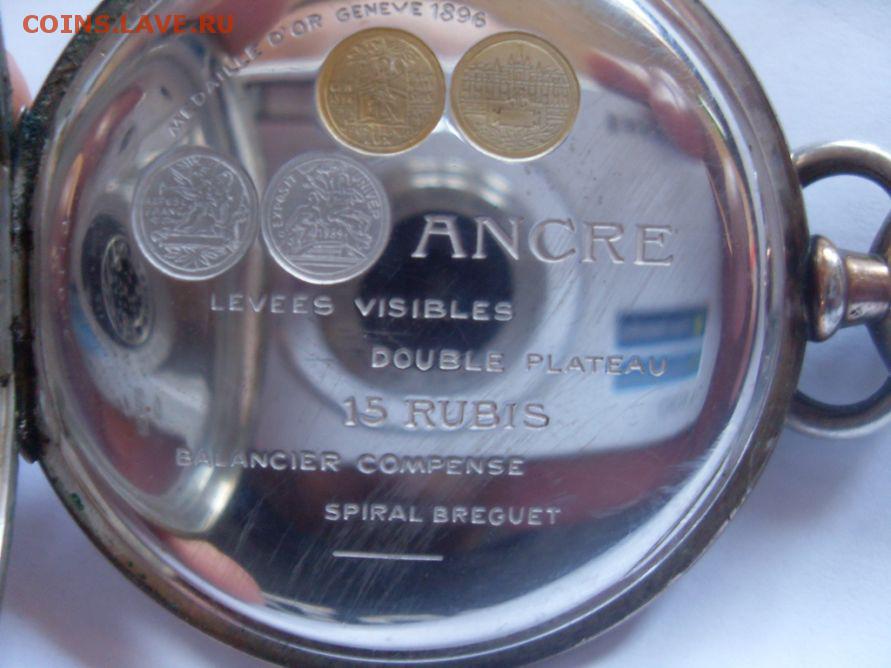 COINS.LAVE.RU
MEDAILLE D'OR GENEVE 1896
ANCRE
LEVEES VISIBLES
DOUBLE PLATEAU
15 RUBIS
BALANCIER COMPENSE
SPIRAL BREGUET